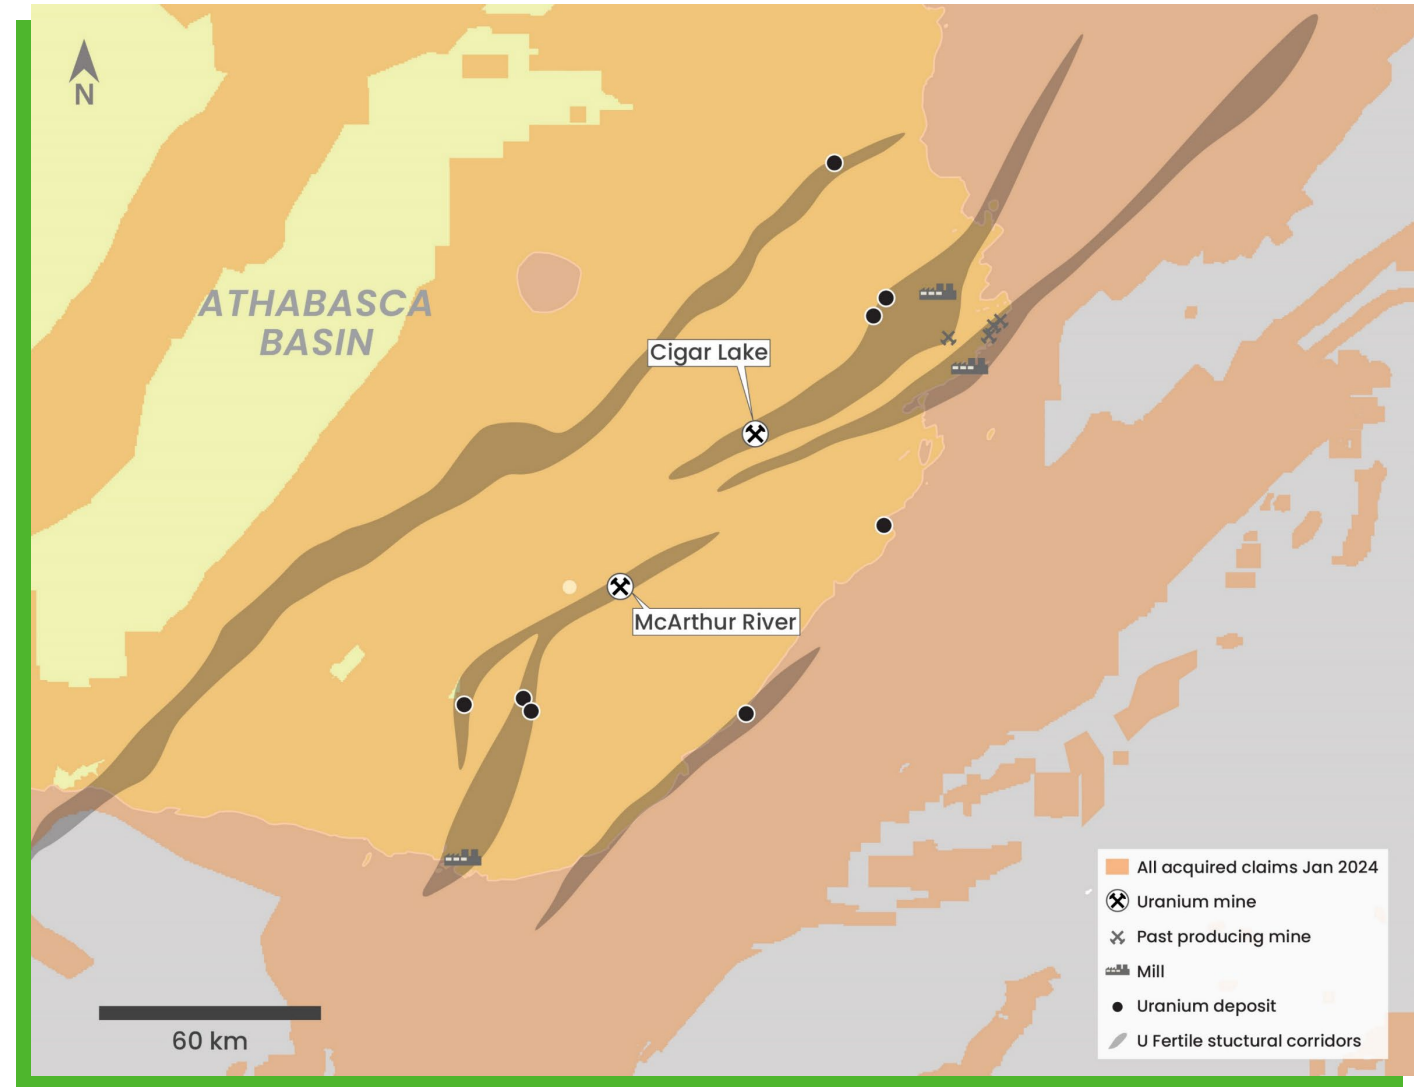 N
ATHABASCA
BASIN
Cigar Lake
McArthur River
All acquired claims Jan 2024
Uranium mine
Past producing mine
Mill
Uranium deposit
U Fertile stuctural corridors
60 km